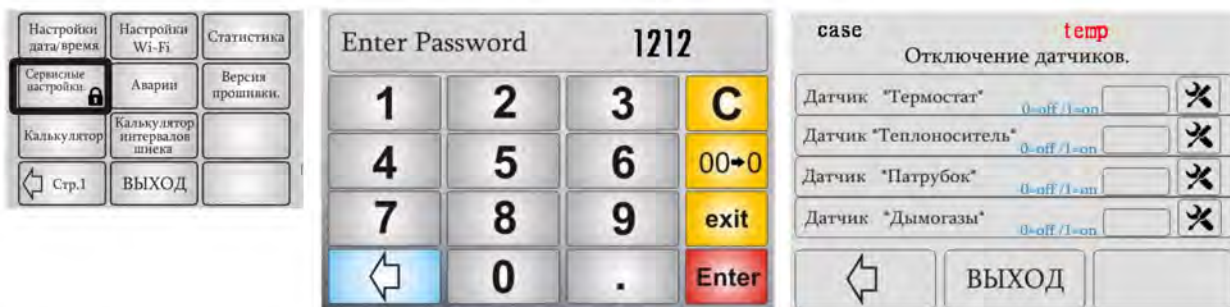 Настройки
дата/время
Настройки
Wi-Fi
Статистика
Сервисные
настройки.
Аварии
Версия
прошивки.
Калькулятор
Калькулятор
интервалов
шнека
Стр.1
ВЫХОД
Enter Password 1212
1 2 3 C
4 5 6 00→0
7 8 9 exit
0 . Enter
case temp
Отключение датчиков.
Датчик "Термостат" 0=off /1=on
Датчик "Теплоноситель" 0=off /1=on
Датчик "Патрубок" 0=off /1=on
Датчик "Дымогазы" 0=off /1=on
ВЫХОД